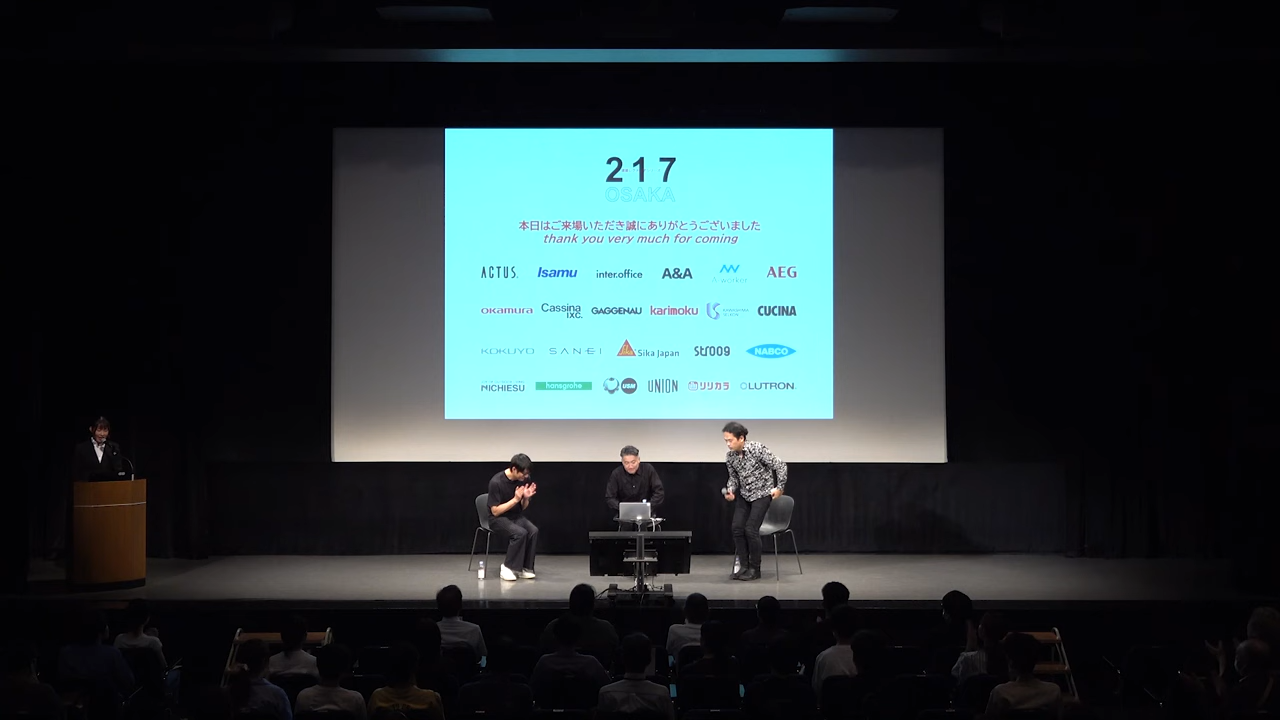 217
OSAKA
本日はご来場いただき誠にありがとうございました
thank you very much for coming
ACTUS. Isamu inter.office A&A A-worker AEG
okamura Cassina IXC. GAGGENAU karimoku CUCINA
KOKUYO SANEI Sika Japan stroog NABCO
NICHIESU hansgrohe USM UNION リリカラ LUTRON